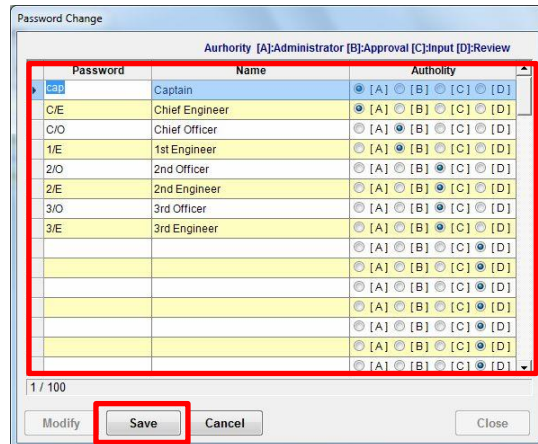 Password Change
Aurhority [A]:Administrator [B]:Approval [C]:Input [D]:Review
Password Name Autholity
cap Captain [A] [B] [C] [D]
C/E Chief Engineer [A] [B] [C] [D]
C/O Chief Officer [A] [B] [C] [D]
1/E 1st Engineer [A] [B] [C] [D]
2/O 2nd Officer [A] [B] [C] [D]
2/E 2nd Engineer [A] [B] [C] [D]
3/O 3rd Officer [A] [B] [C] [D]
3/E 3rd Engineer [A] [B] [C] [D]
[A] [B] [C] [D]
[A] [B] [C] [D]
[A] [B] [C] [D]
[A] [B] [C] [D]
[A] [B] [C] [D]
[A] [B] [C] [D]
[A] [B] [C] [D]
1 / 100
Modify Save Cancel Close